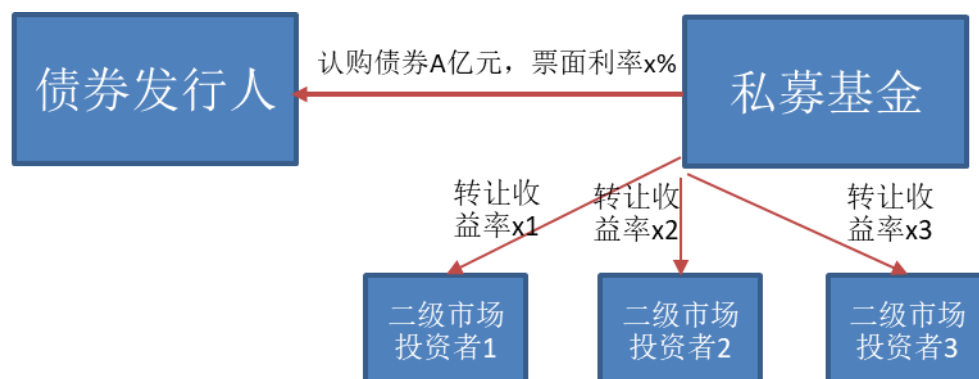 认购债券A亿元，票面利率x%
债券发行人
私募基金
转让收
益率x1
转让收
益率x2
转让收
益率x3
二级市场
投资者1
二级市场
投资者2
二级市场
投资者3